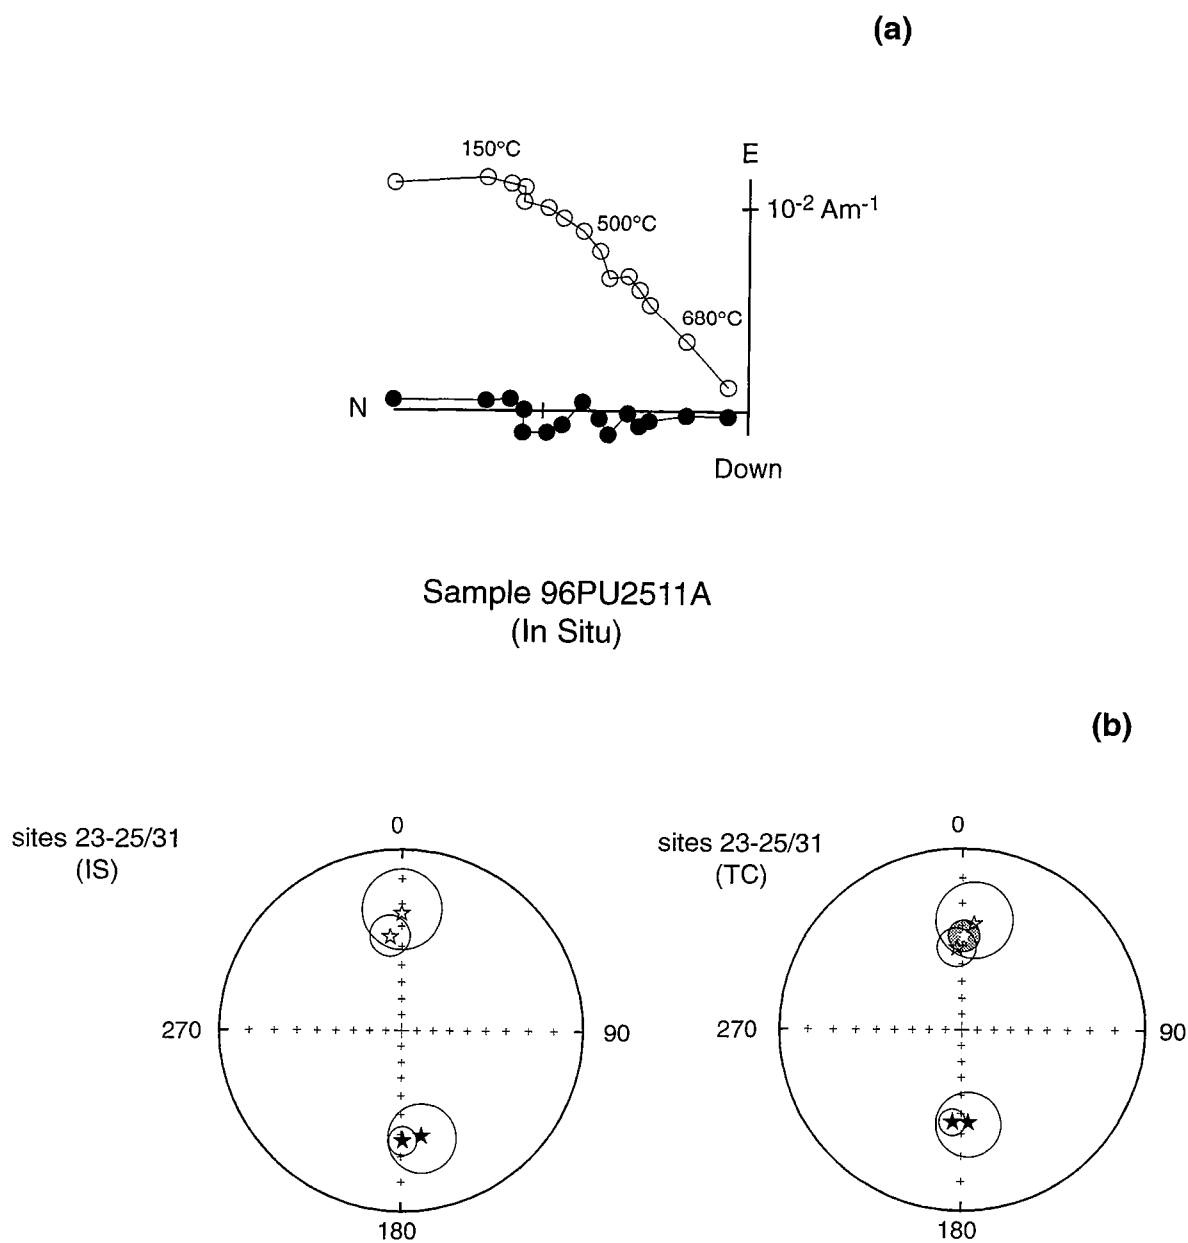 (a)
150°C
E
10-2 Am-1
500°C
680°C
N
Down
Sample 96PU2511A
(In Situ)
(b)
sites 23-25/31
(IS)
0
270
90
180
sites 23-25/31
(TC)
0
270
90
180